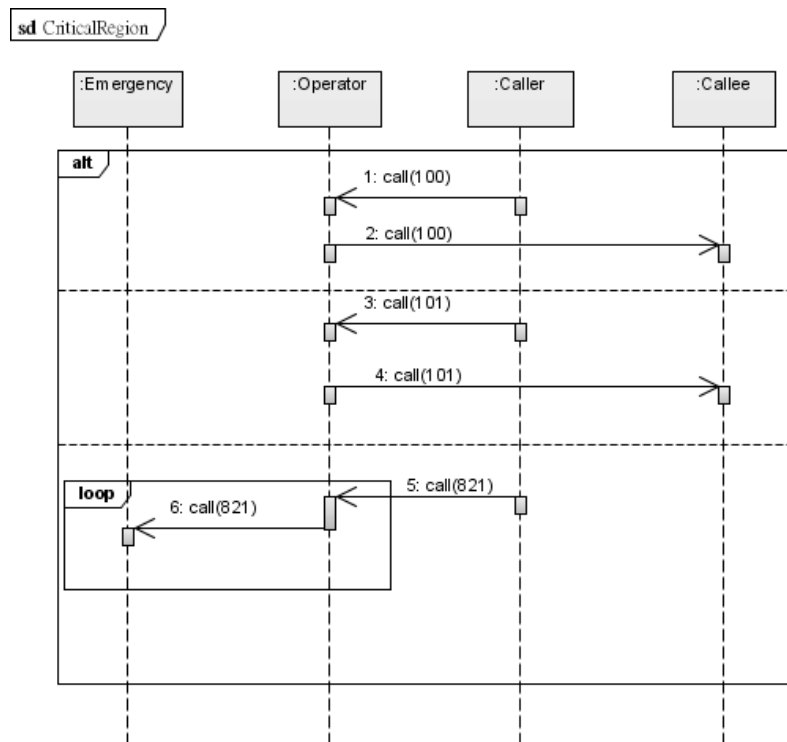 sd CriticalRegion
:Emergency :Operator :Caller :Callee
alt
1: call(100)
2: call(100)
3: call(101)
4: call(101)
loop
5: call(821)
6: call(821)